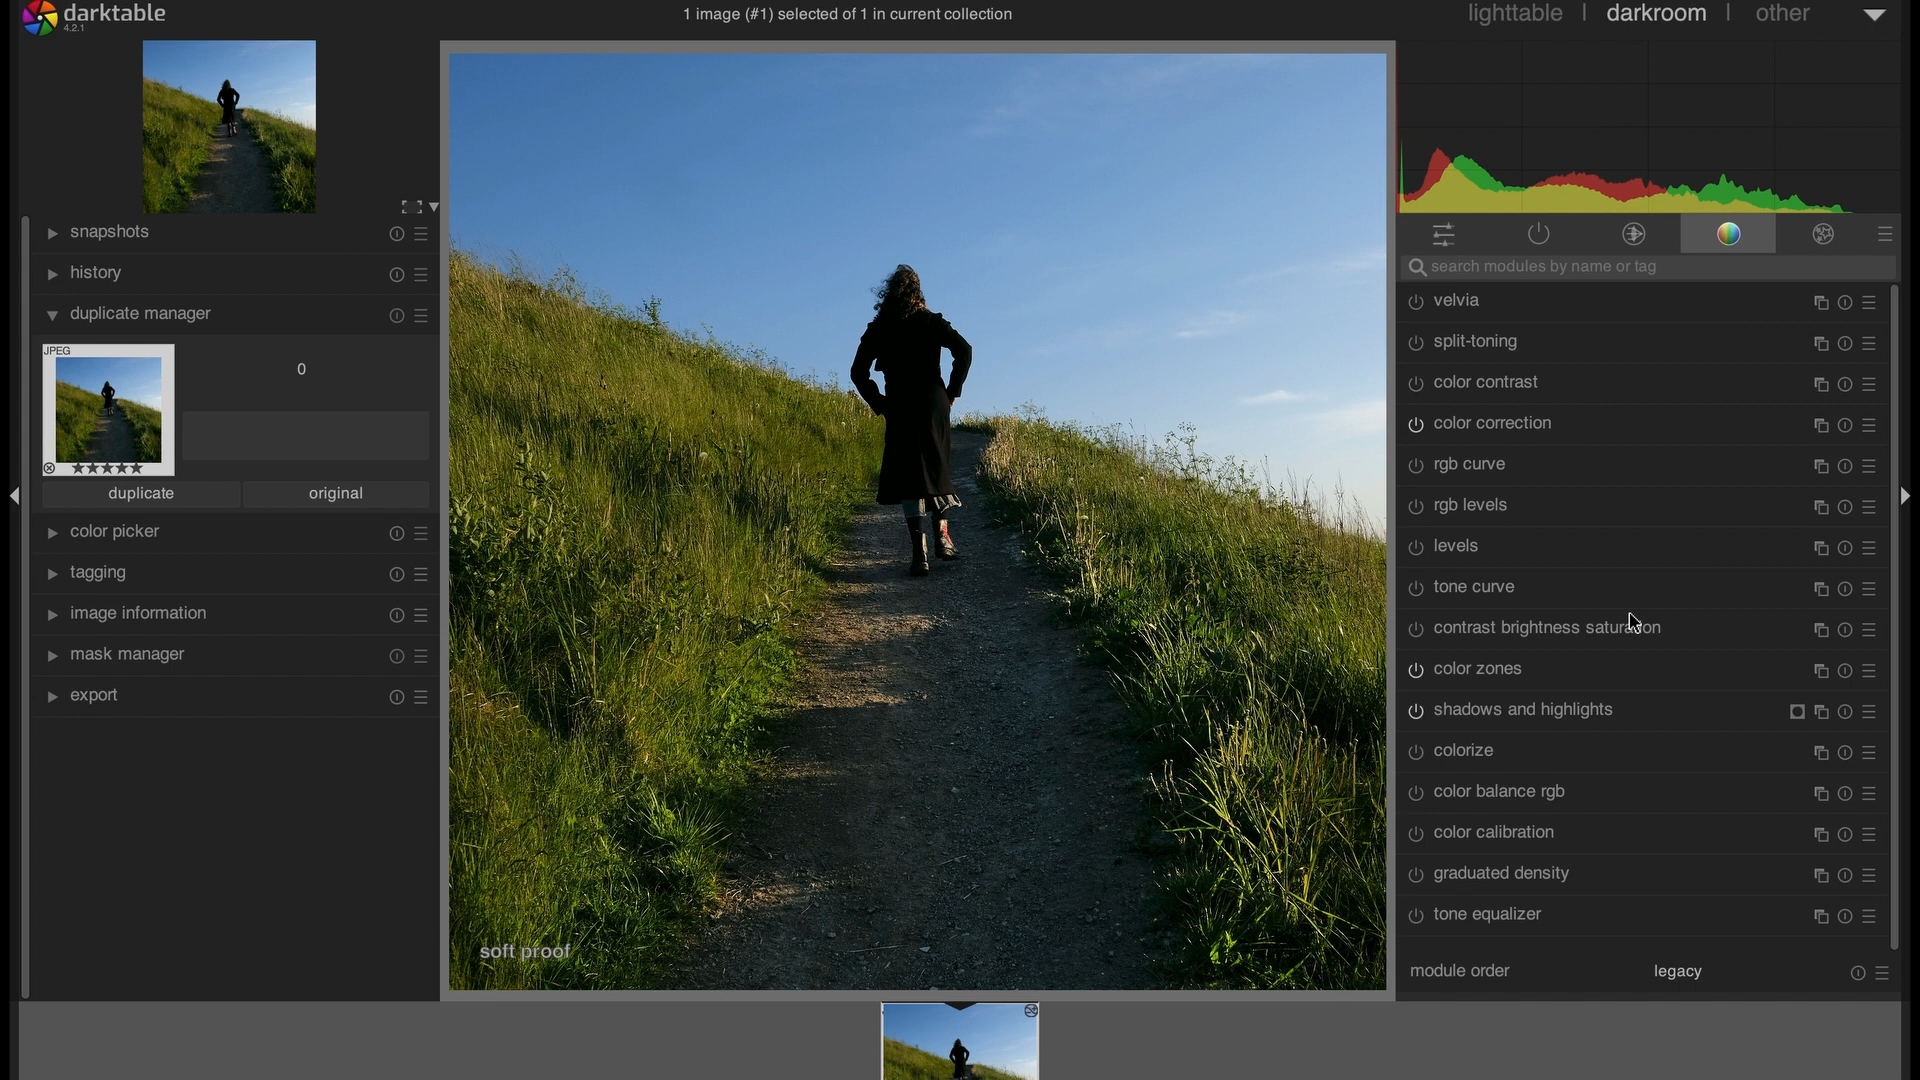 darktable
4.2.1
1 image (#1) selected of 1 in current collection
lighttable | darkroom | other
snapshots
history
duplicate manager
JPEG
0
duplicate
original
color picker
tagging
image information
mask manager
export
soft proof
search modules by name or tag
velvia
split-toning
color contrast
color correction
rgb curve
rgb levels
levels
tone curve
contrast brightness saturation
color zones
shadows and highlights
colorize
color balance rgb
color calibration
graduated density
tone equalizer
module order
legacy